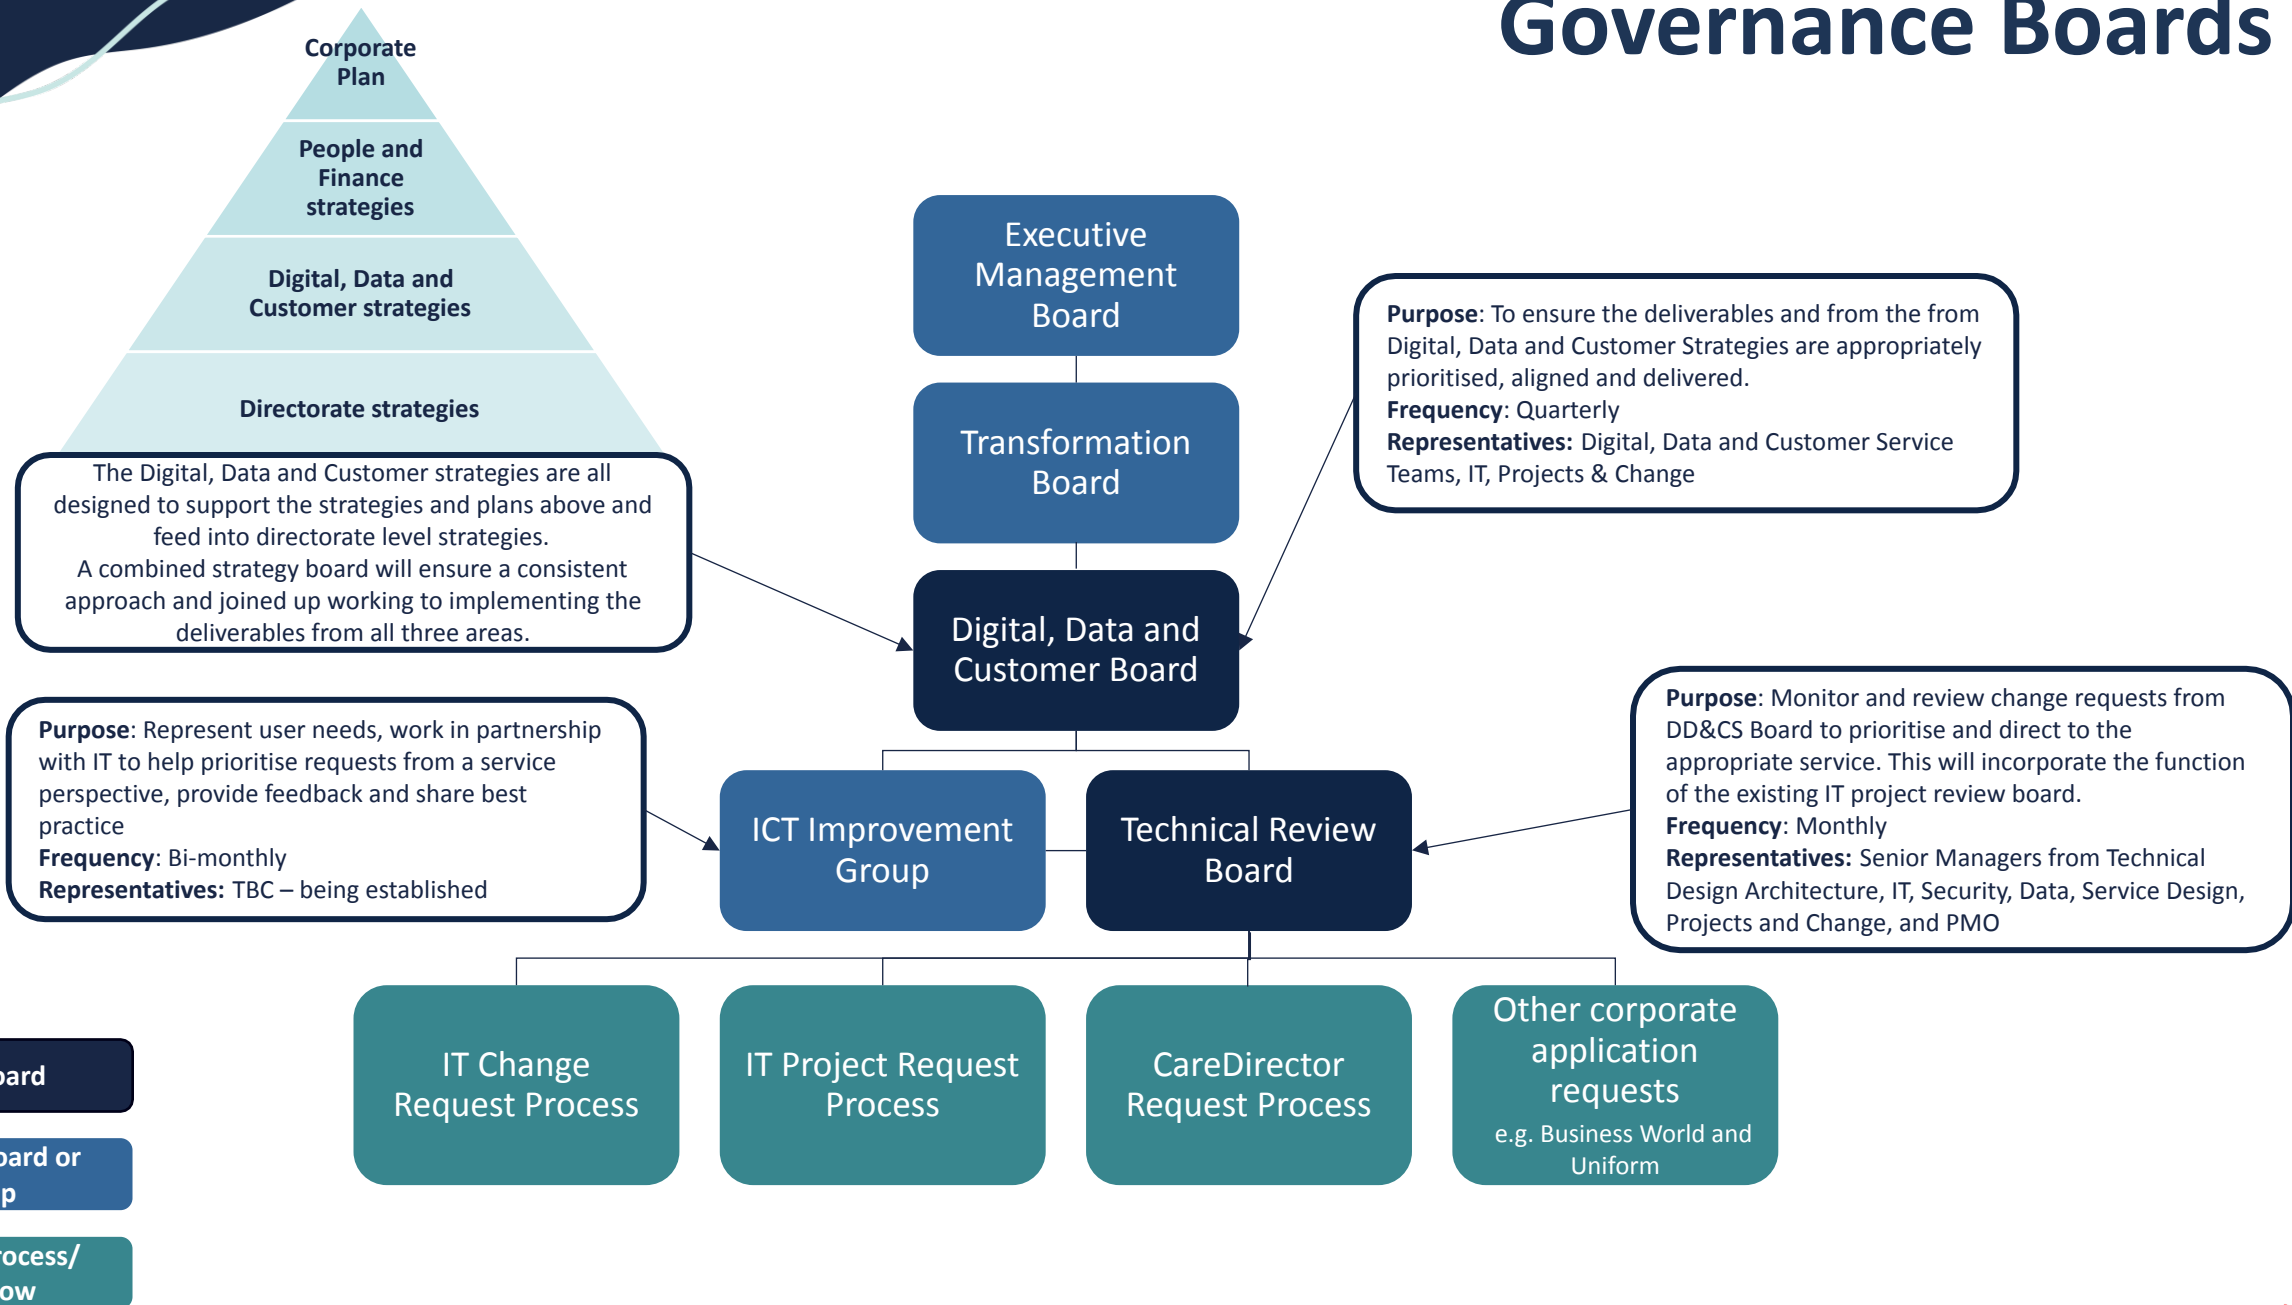 Governance Boards
Corporate
Plan
People and
Finance
strategies
Digital, Data and
Customer strategies
Directorate strategies
The Digital, Data and Customer strategies are all
designed to support the strategies and plans above and
feed into directorate level strategies.
A combined strategy board will ensure a consistent
approach and joined up working to implementing the
deliverables from all three areas.
Executive
Management
Board
Transformation
Board
Digital, Data and
Customer Board
Purpose: To ensure the deliverables and from the from
Digital, Data and Customer Strategies are appropriately
prioritised, aligned and delivered.
Frequency: Quarterly
Representatives: Digital, Data and Customer Service
Teams, IT, Projects & Change
Purpose: Represent user needs, work in partnership
with IT to help prioritise requests from a service
perspective, provide feedback and share best
practice
Frequency: Bi-monthly
Representatives: TBC – being established
ICT Improvement
Group
Technical Review
Board
Purpose: Monitor and review change requests from
DD&CS Board to prioritise and direct to the
appropriate service. This will incorporate the function
of the existing IT project review board.
Frequency: Monthly
Representatives: Senior Managers from Technical
Design Architecture, IT, Security, Data, Service Design,
Projects and Change, and PMO
IT Change
Request Process
IT Project Request
Process
CareDirector
Request Process
Other corporate
application
requests
e.g. Business World and
Uniform
or